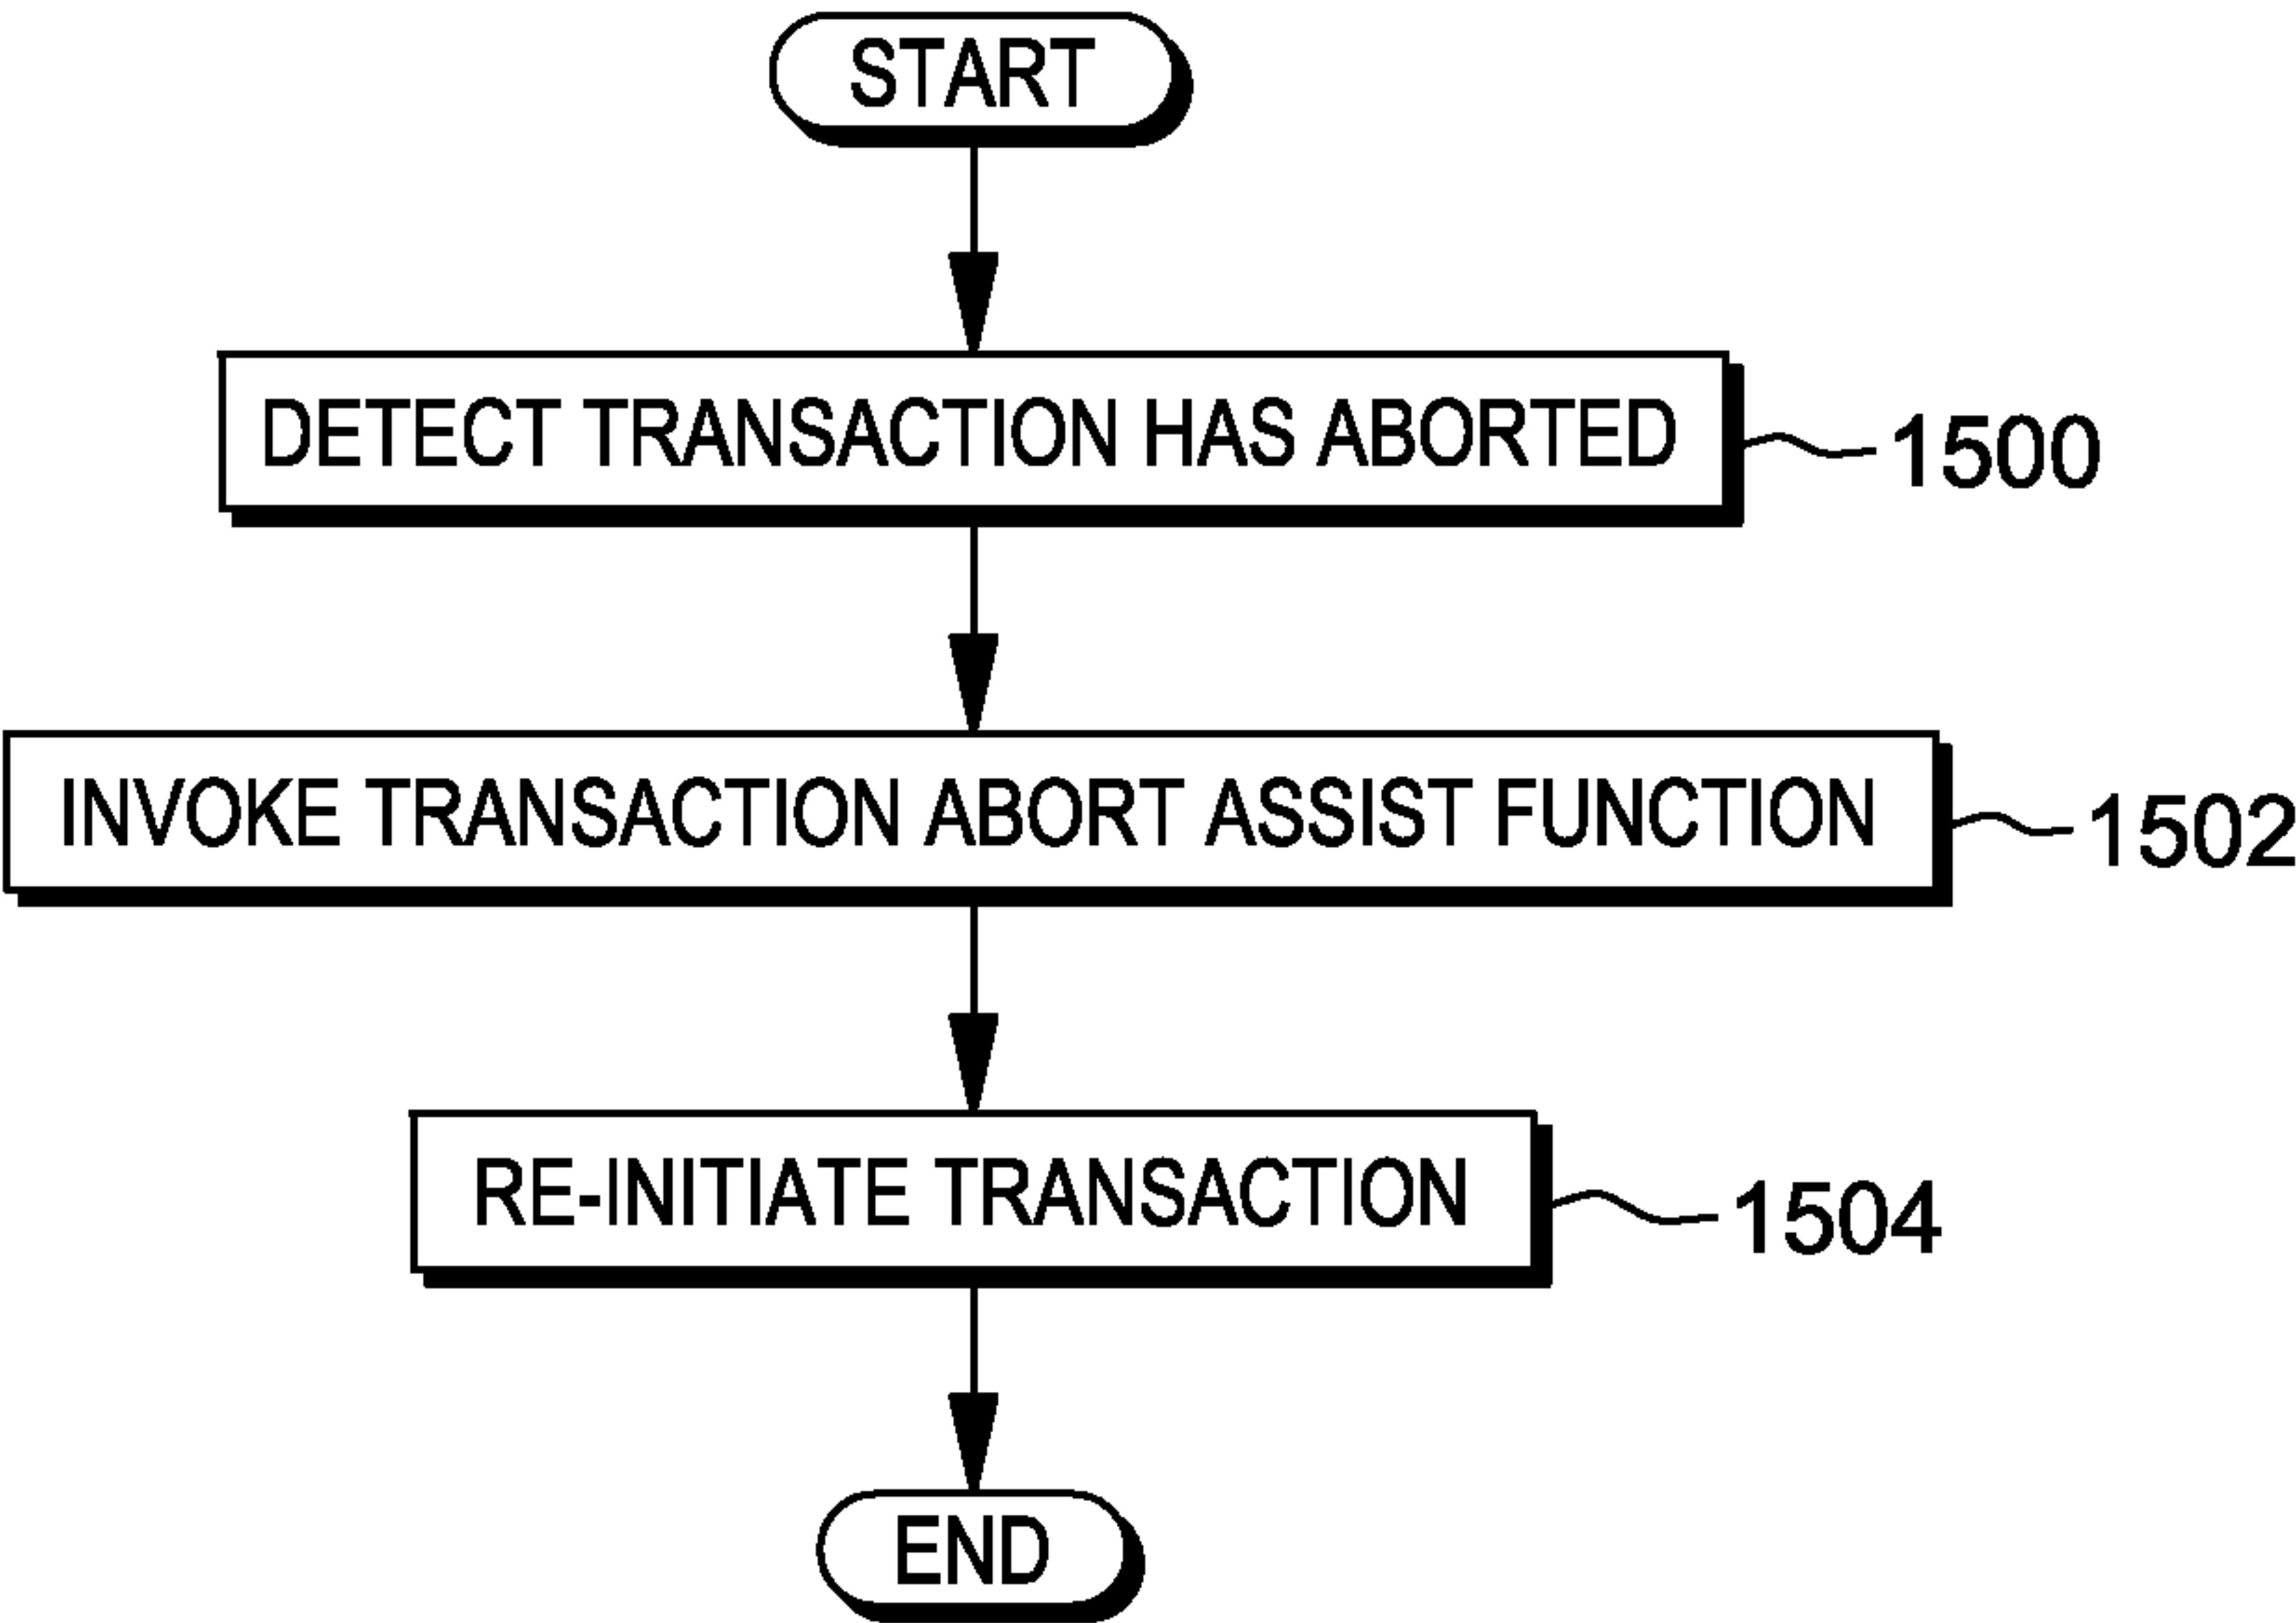 START
DETECT TRANSACTION HAS ABORTED
1500
INVOKE TRANSACTION ABORT ASSIST FUNCTION
1502
RE-INITIATE TRANSACTION
1504
END